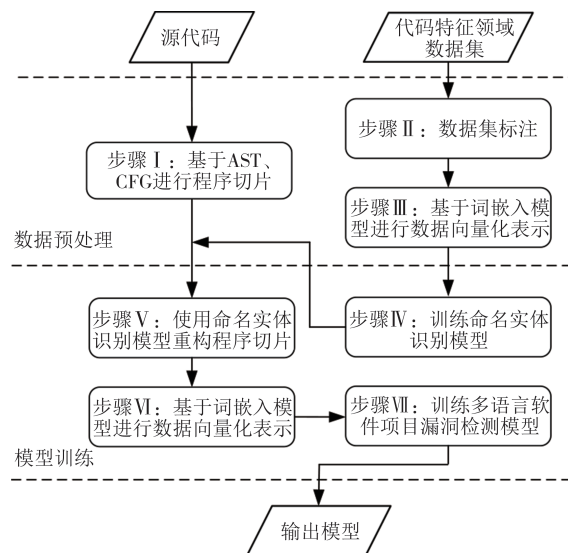 源代码
代码特征领域
数据集
步骤Ⅱ：数据集标注
步骤Ⅰ：基于AST、
CFG进行程序切片
步骤Ⅲ：基于词嵌入模
型进行数据向量化表示
数据预处理
步骤Ⅴ：使用命名实体
识别模型重构程序切片
步骤Ⅳ：训练命名实体
识别模型
步骤Ⅵ：基于词嵌入模
型进行数据向量化表示
步骤Ⅶ：训练多语言软
件项目漏洞检测模型
模型训练
输出模型